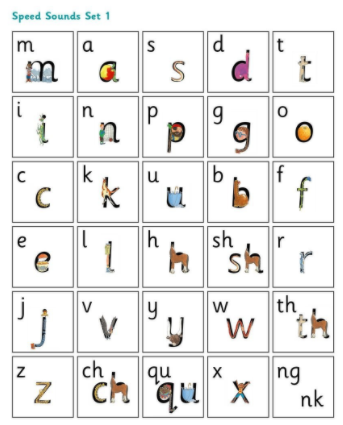 Speed Sounds Set 1
m a s d t
m a s d t
i n p g o
i n p g o
c k u b f
c k u b f
e l h sh r
e l h sh r
j v y w th
j v y w th
z ch qu x ng
z ch qu x nk